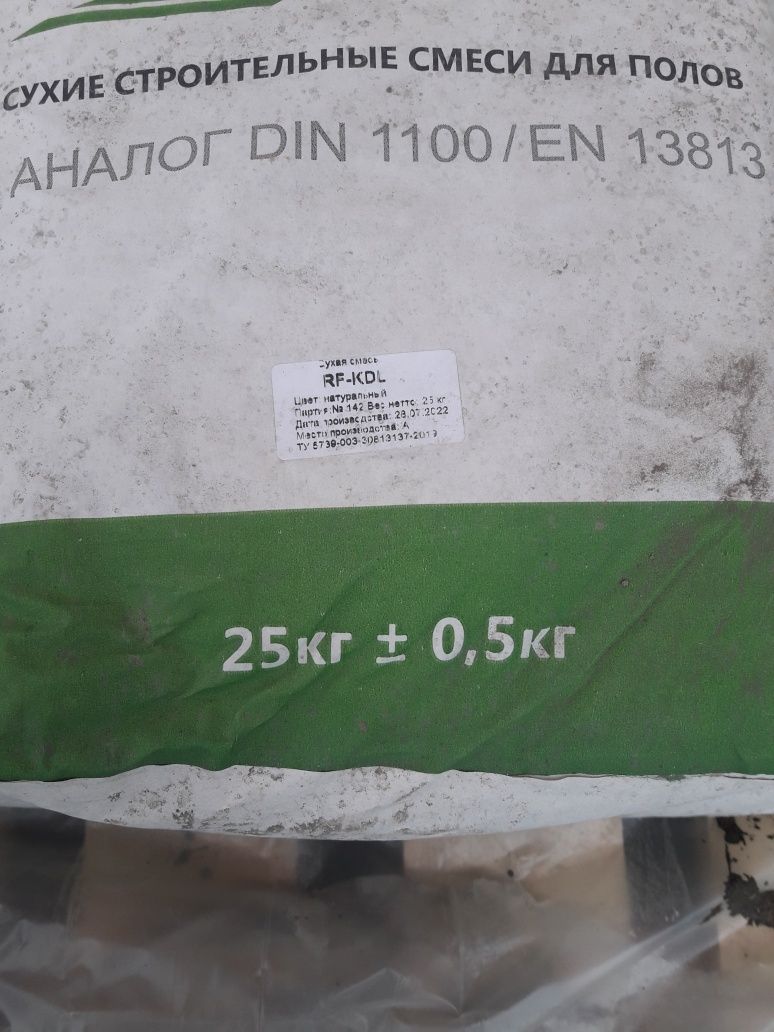 СУХИЕ СТРОИТЕЛЬНЫЕ СМЕСИ ДЛЯ ПОЛОВ
АНАЛОГ DIN 1100/EN 13813
Сухая смесь
RF-KDL
Цвет: натуральный
Партия № 142 Вес нетто: 25 кг
Дата производства: 28.07.2022
Место производства: А
ТУ 5739-003-30813137-2019
25кг ± 0,5кг